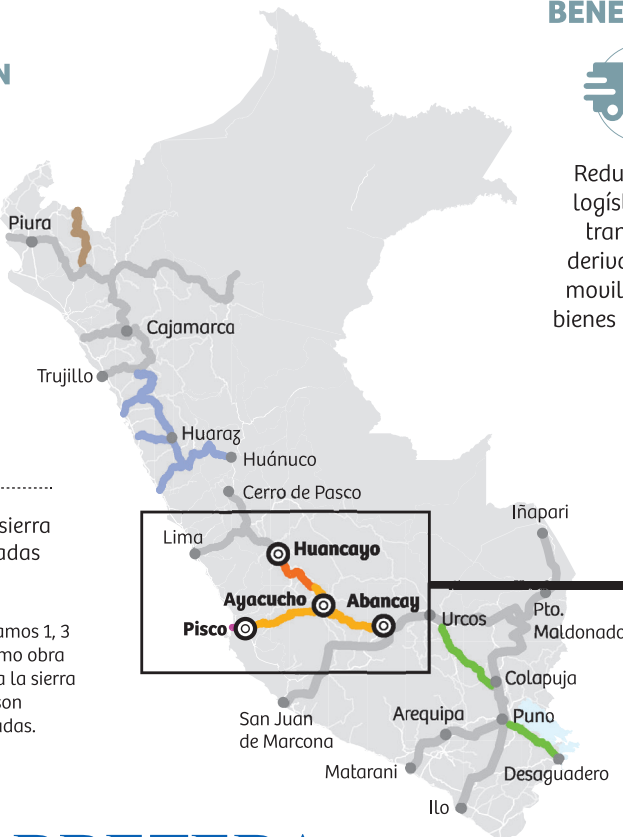 BENE
N
Redu
logís
tran
deriv
movil
bienes
Piura
Cajamarca
Trujillo
Huaraz
Huánuco
Cerro de Pasco
sierra
adas
Iñapari
Lima
Huancayo
Ayacucho
Abancay
Pisco
Urcos
Pto.
Maldonado
amos 1, 3
mo obra
a la sierra
son
adas.
Colapuja
San Juan
de Marcona
Arequipa
Puno
Matarani
Desaguadero
Ilo